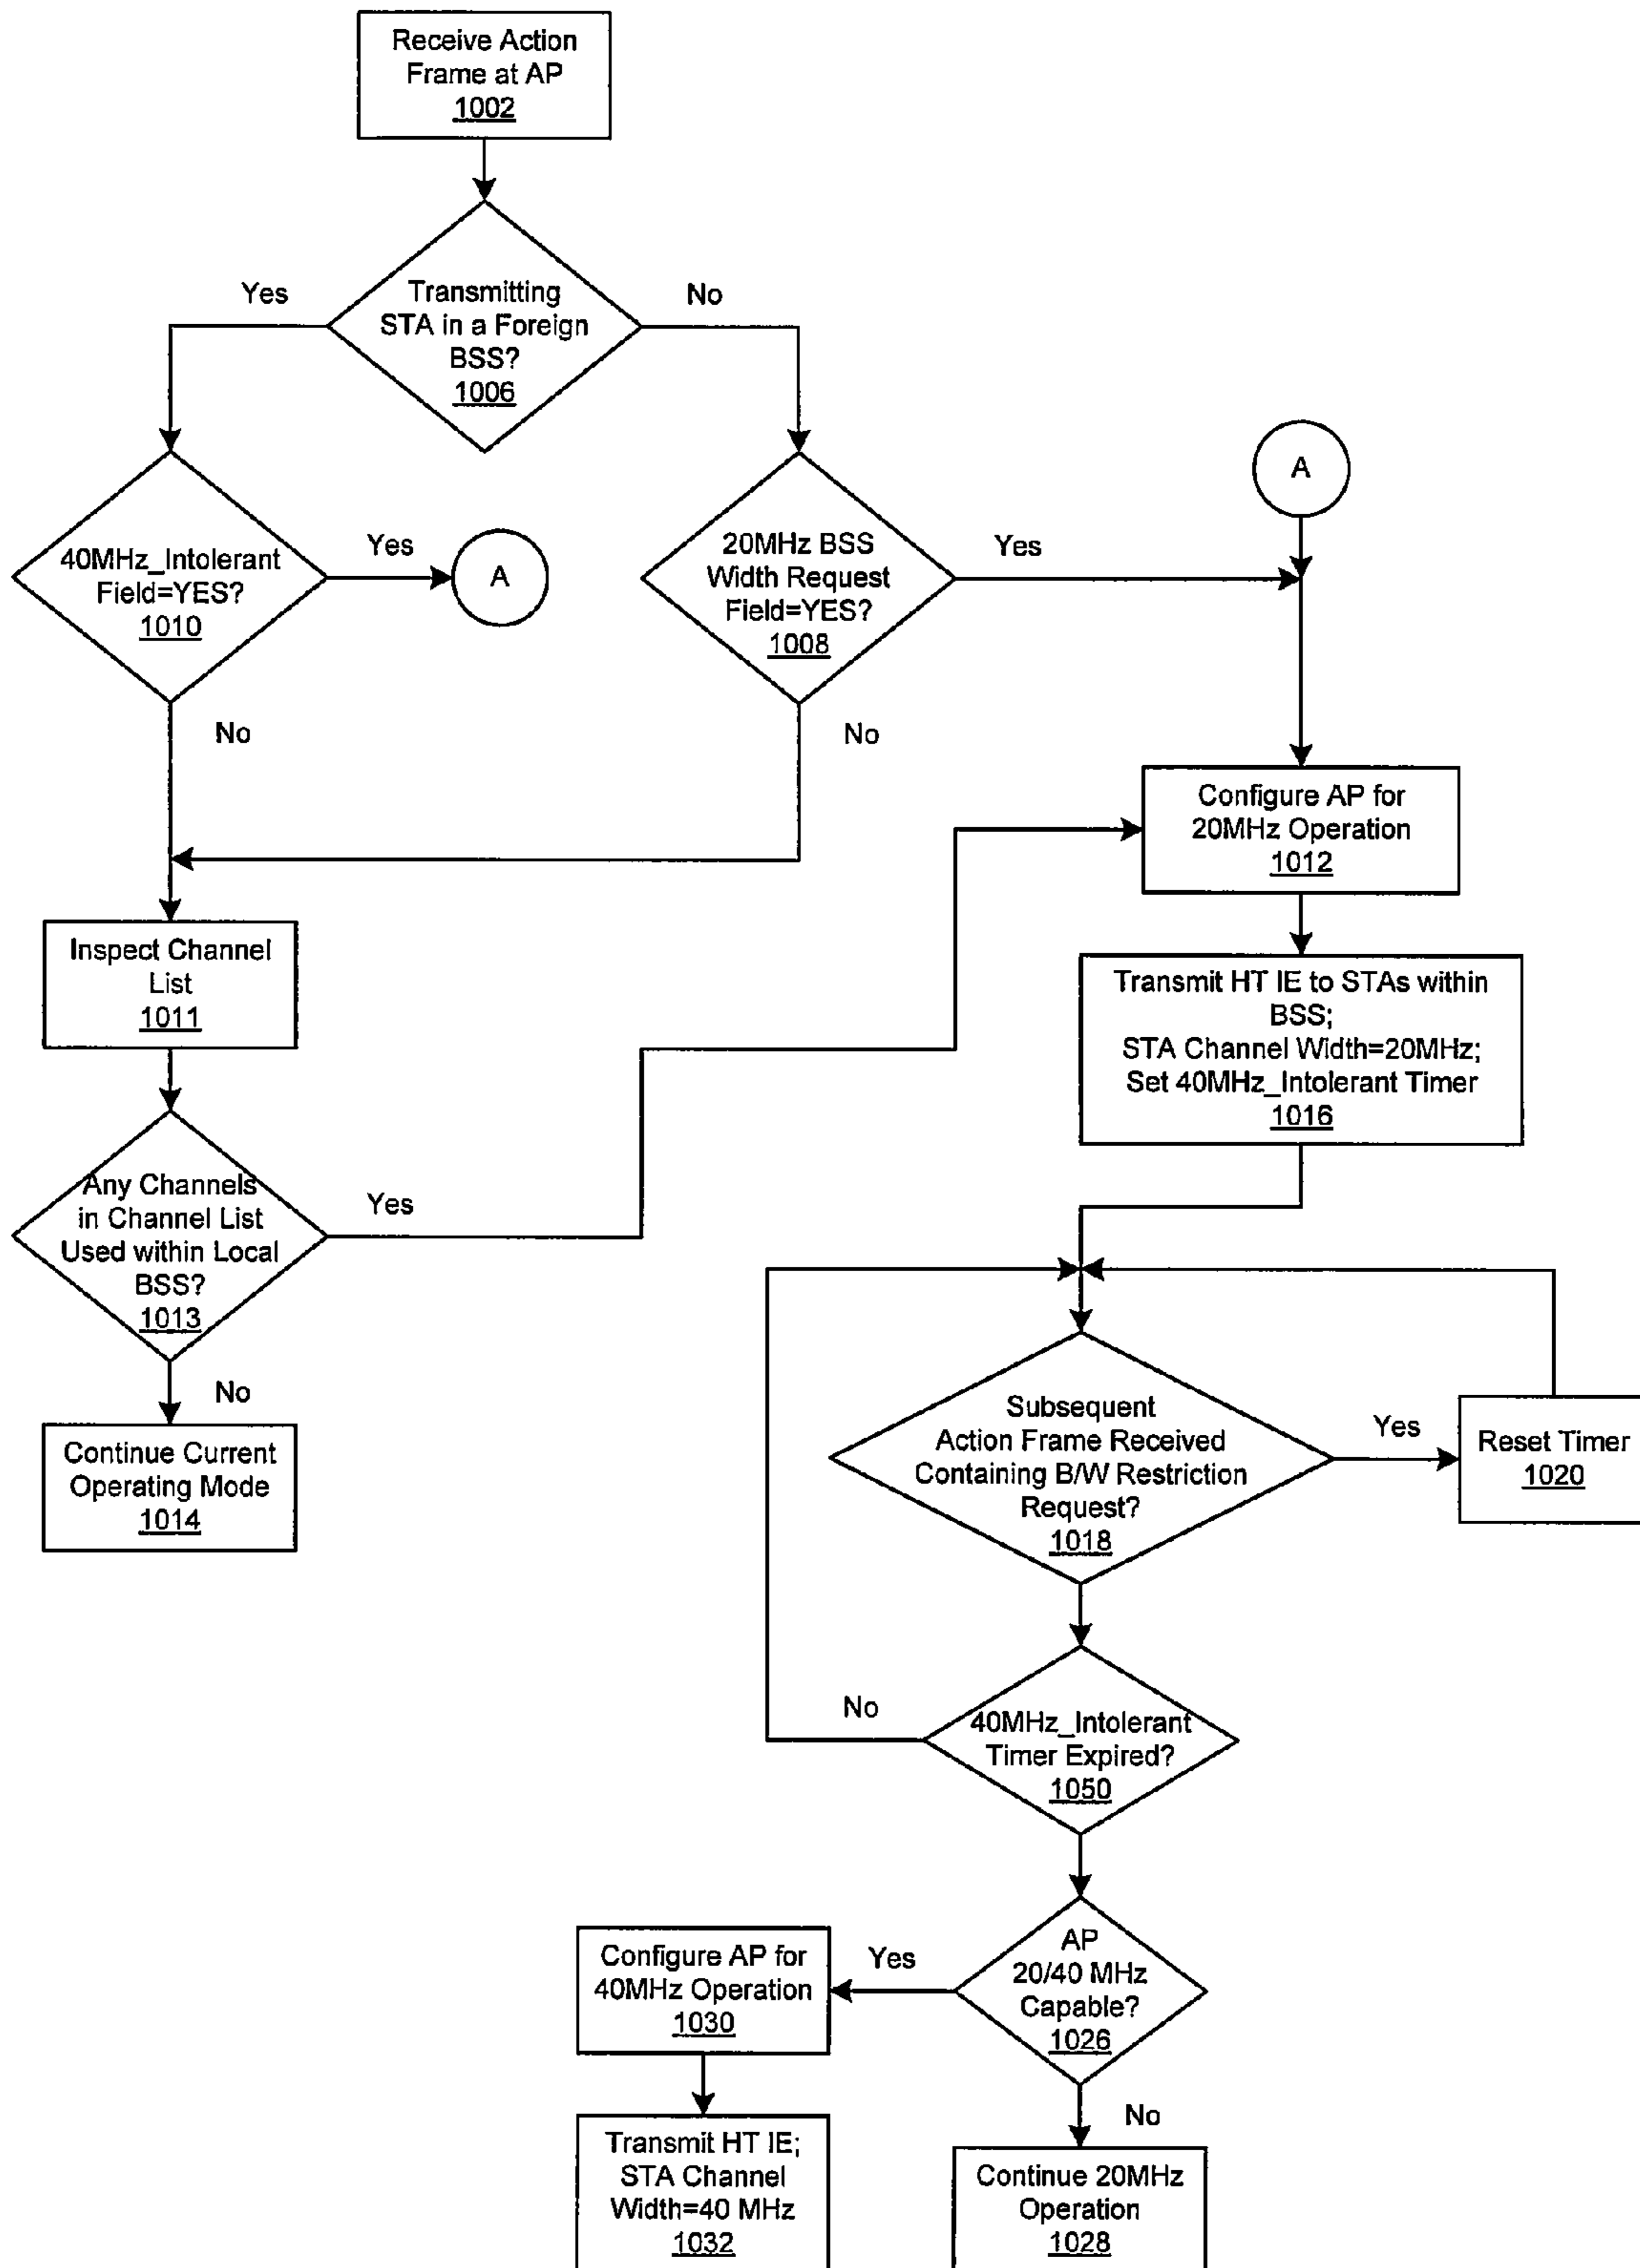 Receive Action
Frame at AP
1002
Transmitting
STA in a Foreign
BSS?
1006
Yes
No
40MHz_Intolerant
Field=YES?
1010
Yes
A
No
20MHz BSS
Width Request
Field=YES?
1008
Yes
No
A
Configure AP for
20MHz Operation
1012
Inspect Channel
List
1011
Transmit HT IE to STAs within
BSS;
STA Channel Width=20MHz;
Set 40MHz_Intolerant Timer
1016
Any Channels
in Channel List
Used within Local
BSS?
1013
Yes
No
Continue Current
Operating Mode
1014
Subsequent
Action Frame Received
Containing B/W Restriction
Request?
1018
Yes
Reset Timer
1020
40MHz_Intolerant
Timer Expired?
1050
No
AP
20/40 MHz
Capable?
1026
Yes
No
Configure AP for
40MHz Operation
1030
Transmit HT IE;
STA Channel
Width=40 MHz
1032
Continue 20MHz
Operation
1028